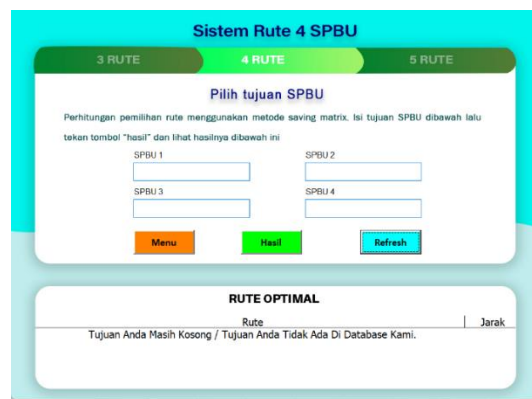 Sistem Rute 4 SPBU
3 RUTE 4 RUTE 5 RUTE
Pilih tujuan SPBU
Perhitungan pemilihan rute menggunakan metode saving matrix. Isi tujuan SPBU dibawah lalu
tekan tombol "hasil" dan lihat hasilnya dibawah ini
SPBU 1 SPBU 2
SPBU 3 SPBU 4
Menu Hasil Refresh
RUTE OPTIMAL
Rute Jarak
Tujuan Anda Masih Kosong / Tujuan Anda Tidak Ada Di Database Kami.